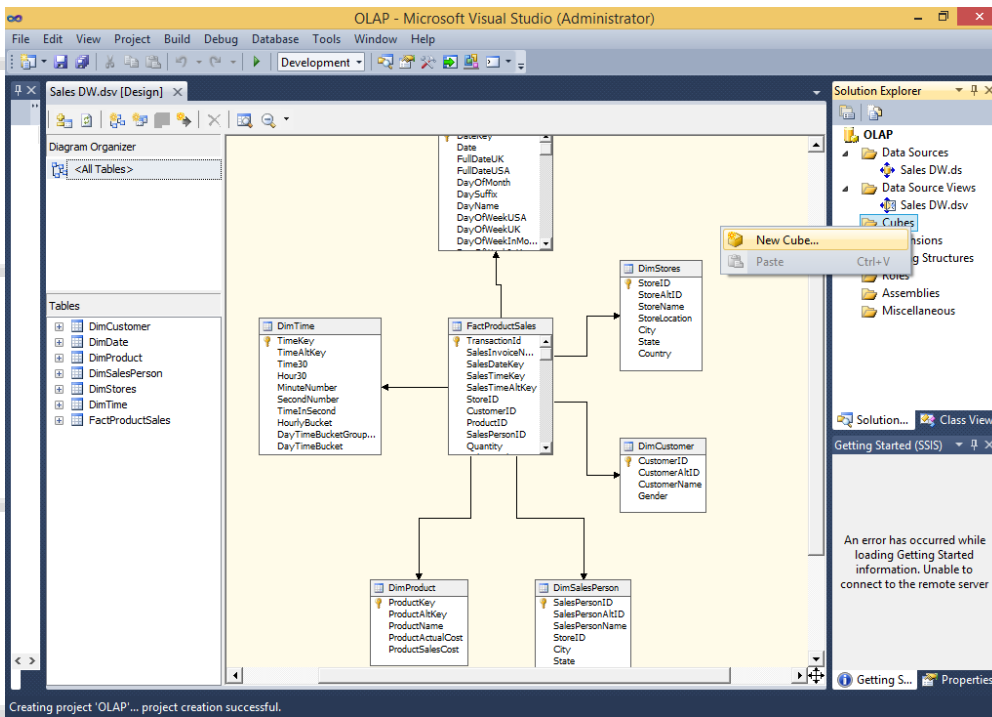 OLAP - Microsoft Visual Studio (Administrator)
File Edit View Project Build Debug Database Tools Window Help
Development
Sales DW.dsv [Design]
Diagram Organizer
<All Tables>
Tables
DimCustomer
DimDate
DimProduct
DimSalesPerson
DimStores
DimTime
FactProductSales
DateKey
Date
FullDateUK
FullDateUSA
DayOfMonth
DaySuffix
DayName
DayOfWeekUSA
DayOfWeekUK
DayOfWeekInMo...
DimStores
StoreID
StoreAltID
StoreName
StoreLocation
City
State
Country
DimTime
TimeKey
TimeAltKey
Time30
Hour30
MinuteNumber
SecondNumber
TimeInSecond
HourlyBucket
DayTimeBucketGroup...
DayTimeBucket
FactProductSales
TransactionId
SalesInvoiceN...
SalesDateKey
SalesTimeKey
SalesTimeAltKey
StoreID
CustomerID
ProductID
SalesPersonID
Quantity
DimCustomer
CustomerID
CustomerAltID
CustomerName
Gender
DimProduct
ProductKey
ProductAltKey
ProductName
ProductActualCost
ProductSalesCost
DimSalesPerson
SalesPersonID
SalesPersonAltID
SalesPersonName
StoreID
City
State
New Cube...
Paste Ctrl+V
Solution Explorer
OLAP
Data Sources
Sales DW.ds
Data Source Views
Sales DW.dsv
Cubes
nsions
g Structures
Roles
Assemblies
Miscellaneous
Solution... Class View
Getting Started (SSIS)
An error has occurred while
loading Getting Started
information. Unable to
connect to the remote server
Getting S... Properties
Creating project 'OLAP'... project creation successful.